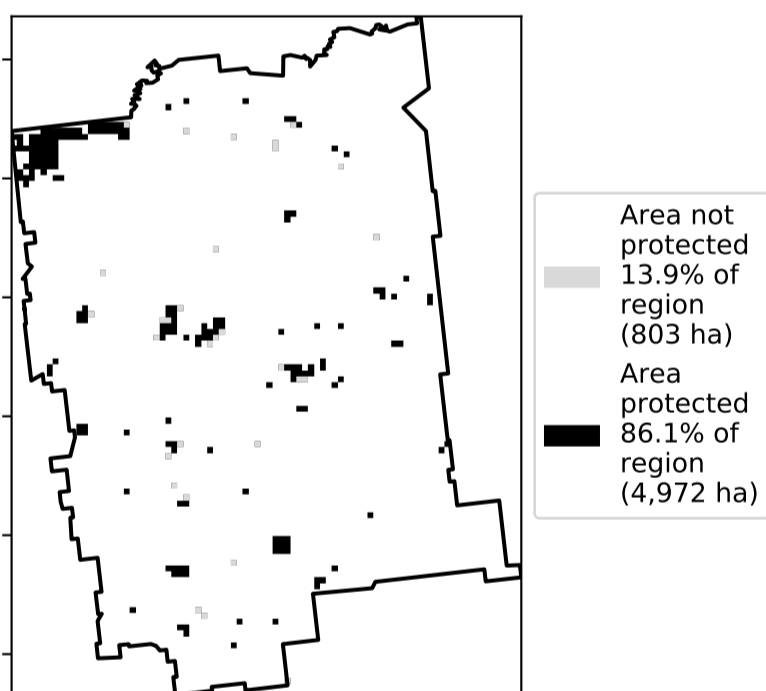 Area not
protected
13.9% of
region
(803 ha)
Area
protected
86.1% of
region
(4,972 ha)